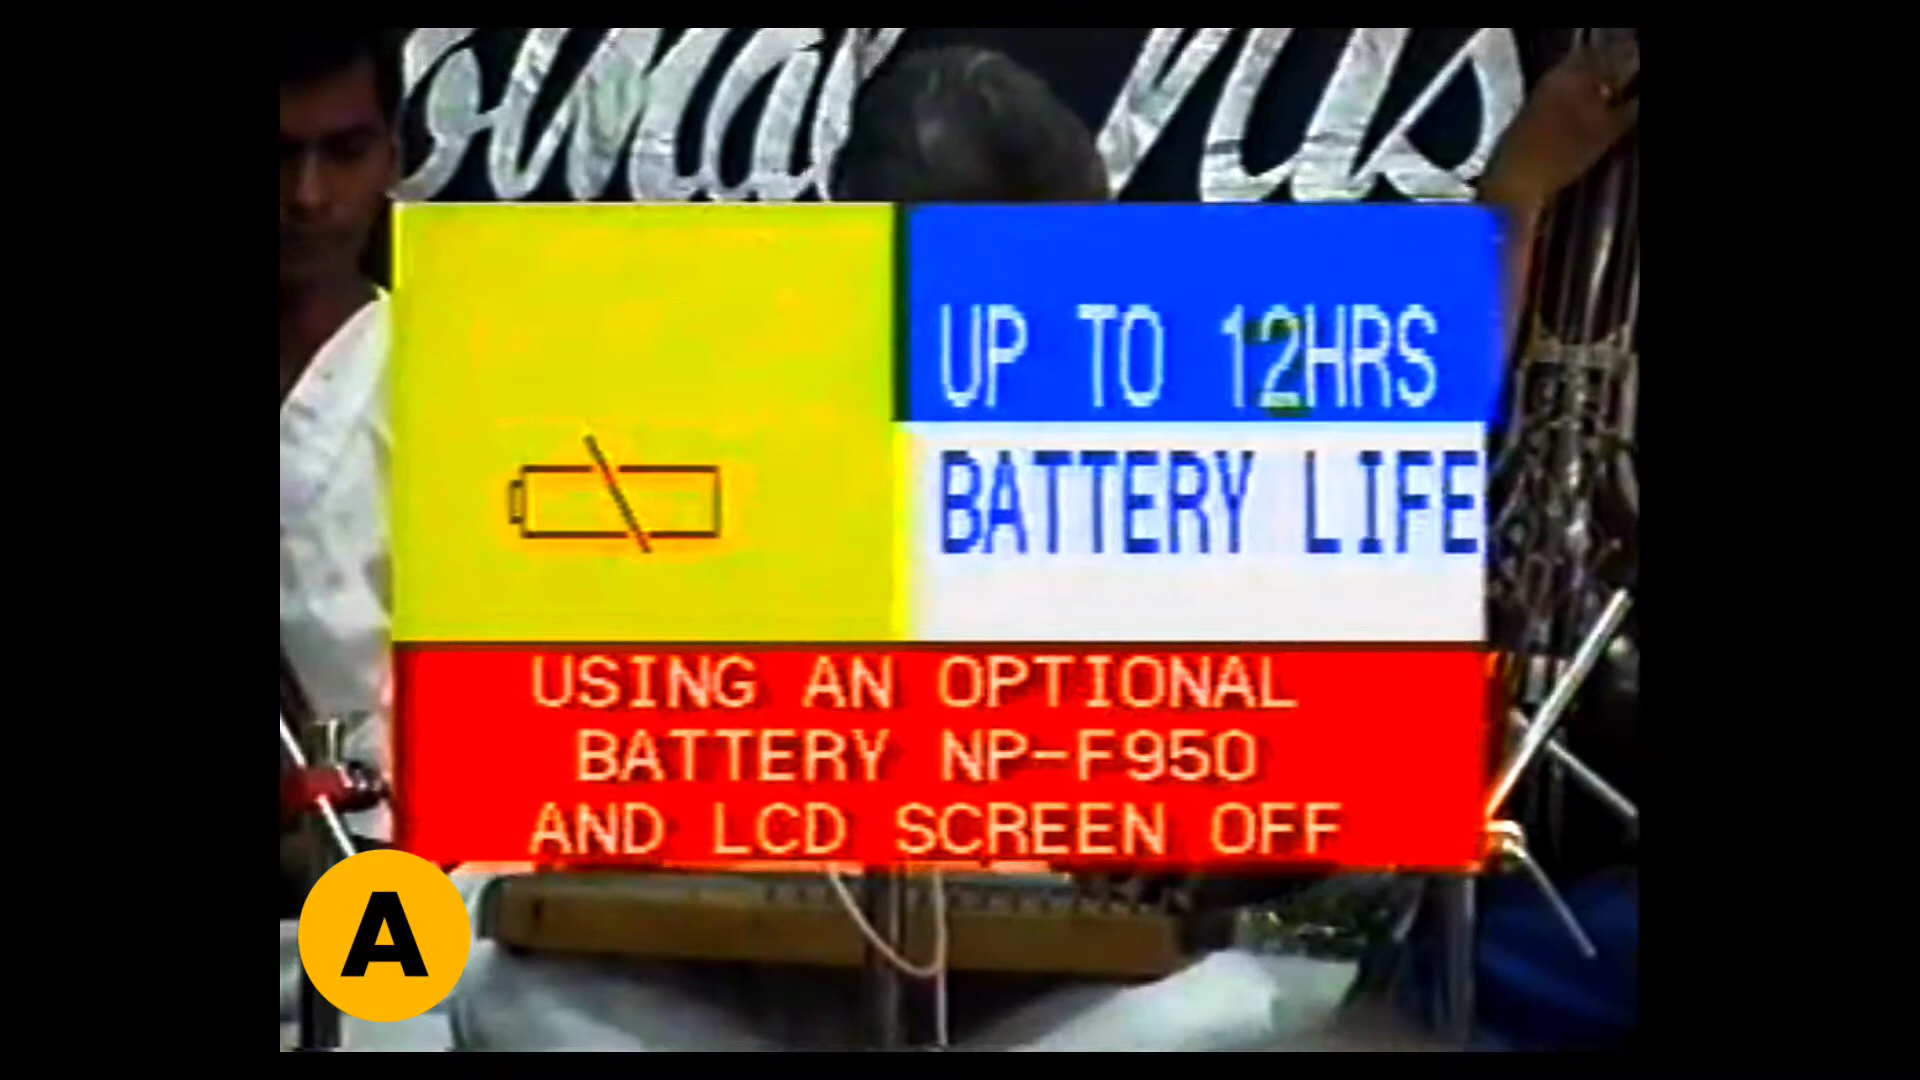 UP TO 12HRS
BATTERY LIFE
USING AN OPTIONAL
BATTERY NP-F950
AND LCD SCREEN OFF
A